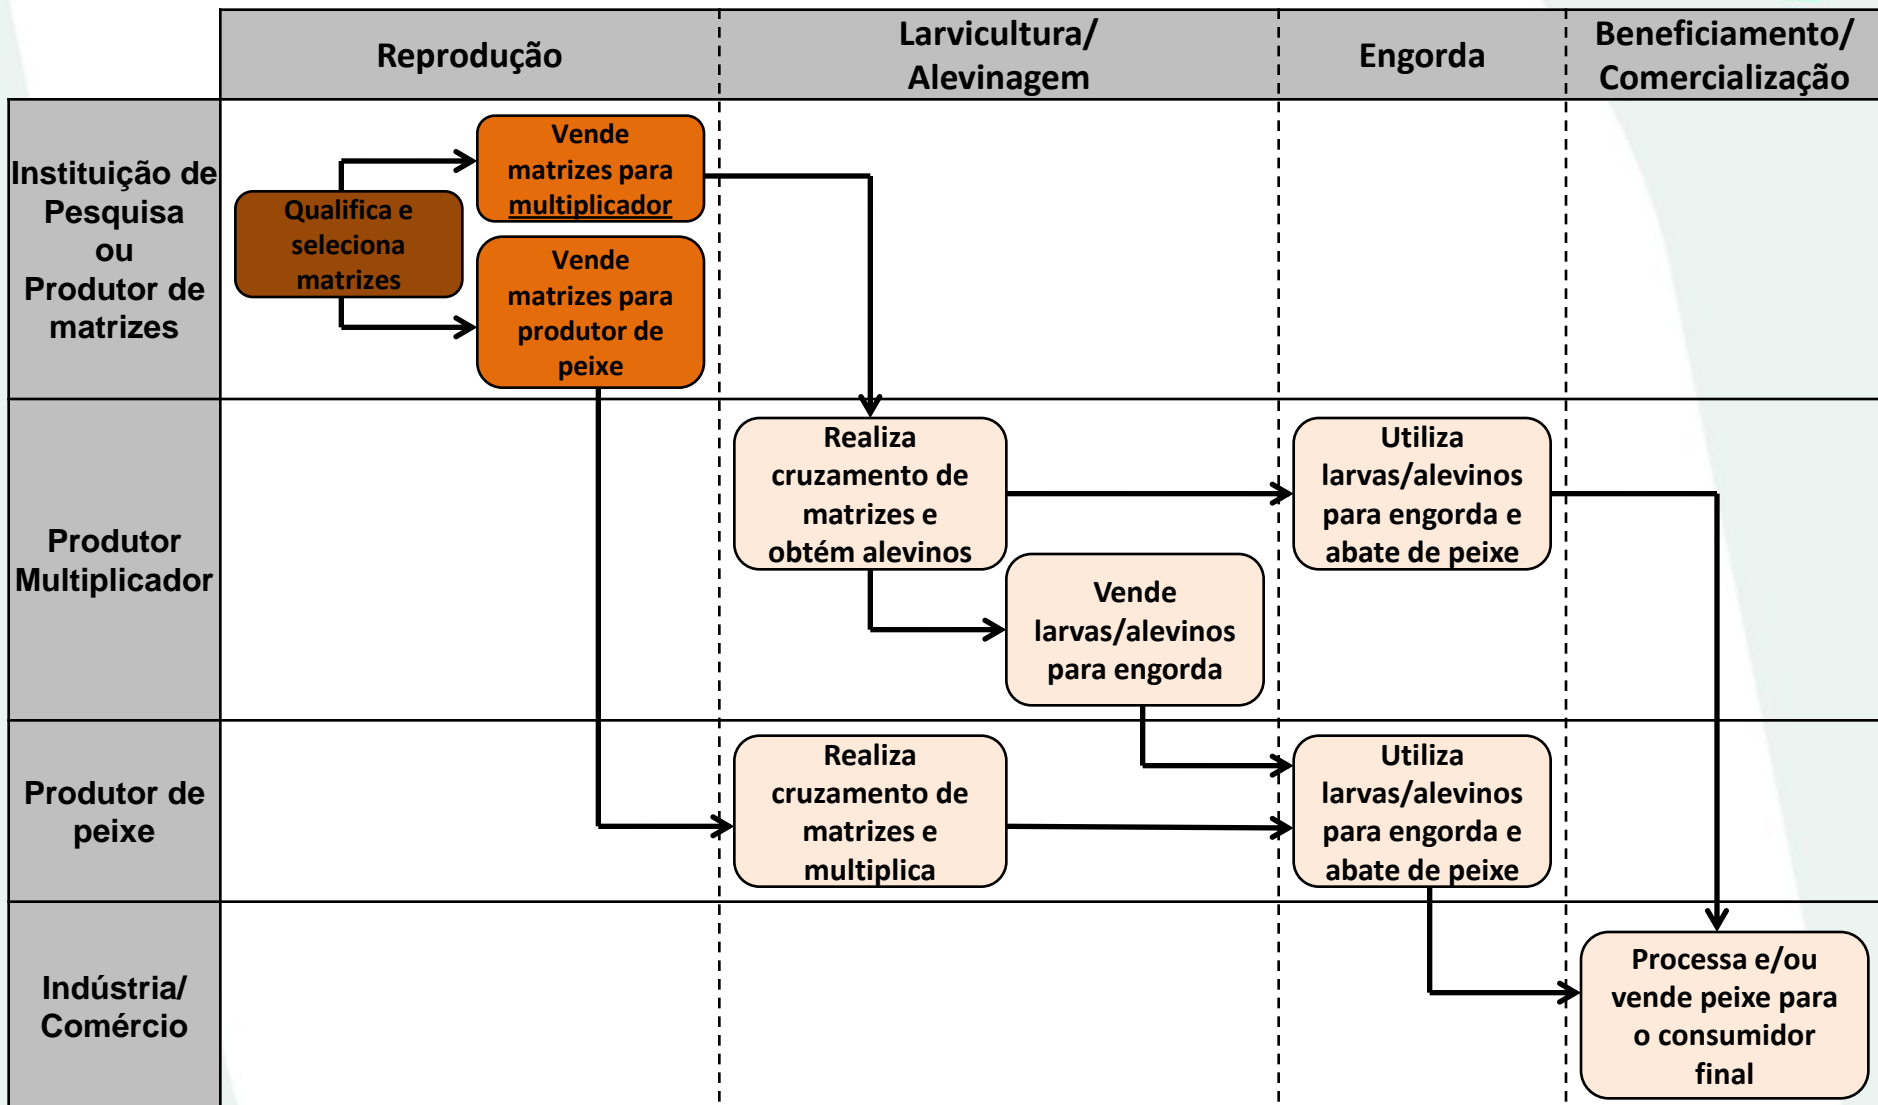 Reprodução
Larvicultura/
Alevinagem
Engorda
Beneficiamento/
Comercialização
Instituição de
Pesquisa
ou
Produtor de
matrizes
Qualifica e
seleciona
matrizes
Vende
matrizes para
multiplicador
Vende
matrizes para
produtor de
peixe
Produtor
Multiplicador
Realiza
cruzamento de
matrizes e
obtém alevinos
Vende
larvas/alevinos
para engorda
Utiliza
larvas/alevinos
para engorda e
abate de peixe
Produtor de
peixe
Realiza
cruzamento de
matrizes e
multiplica
Utiliza
larvas/alevinos
para engorda e
abate de peixe
Indústria/
Comércio
Processa e/ou
vende peixe para
o consumidor
final